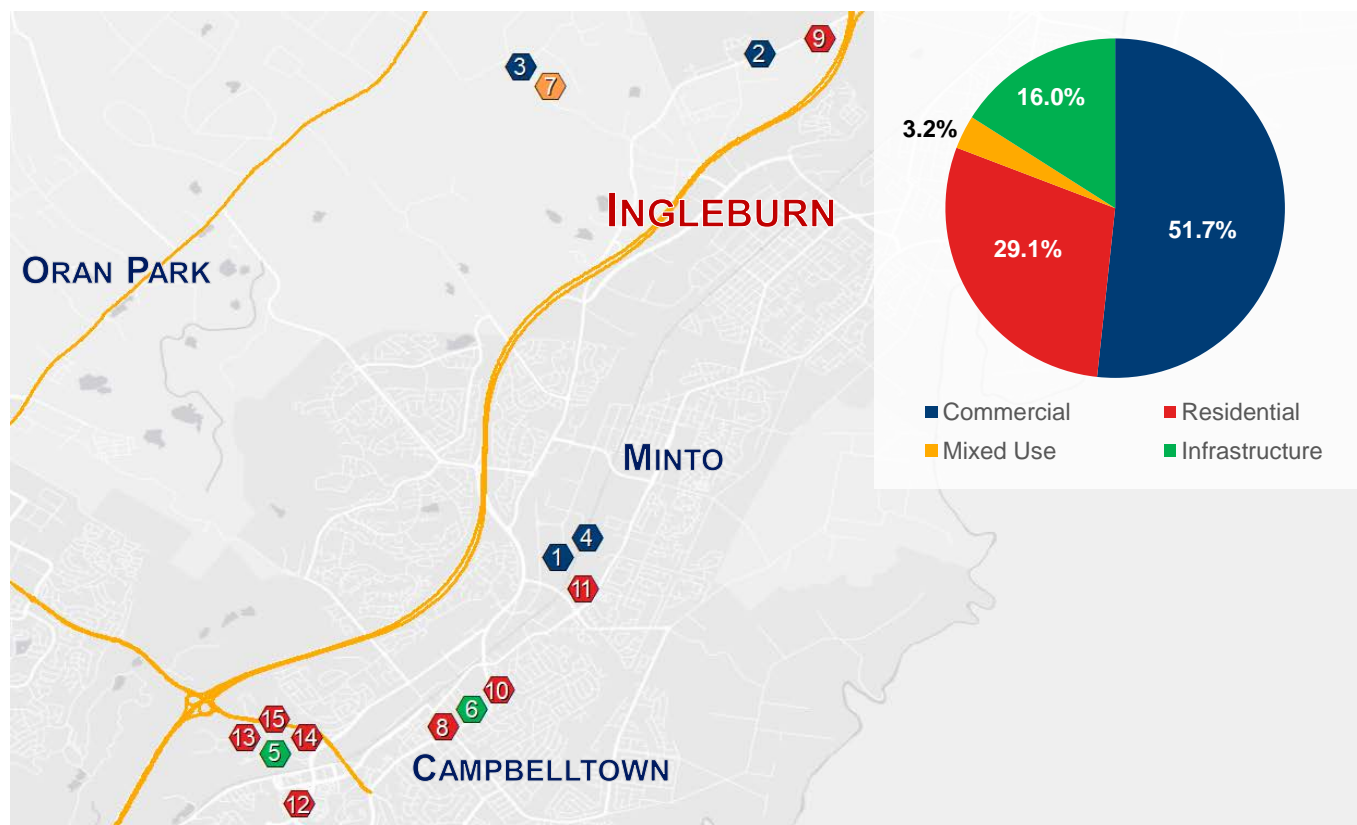 9
2
3
7
INGLEBURN
ORAN PARK
MINTO
4
1
11
10
6
8
15
13
14
5
CAMPBELLTOWN
12
16.0%
3.2%
51.7%
29.1%
Commercial
Residential
Mixed Use
Infrastructure